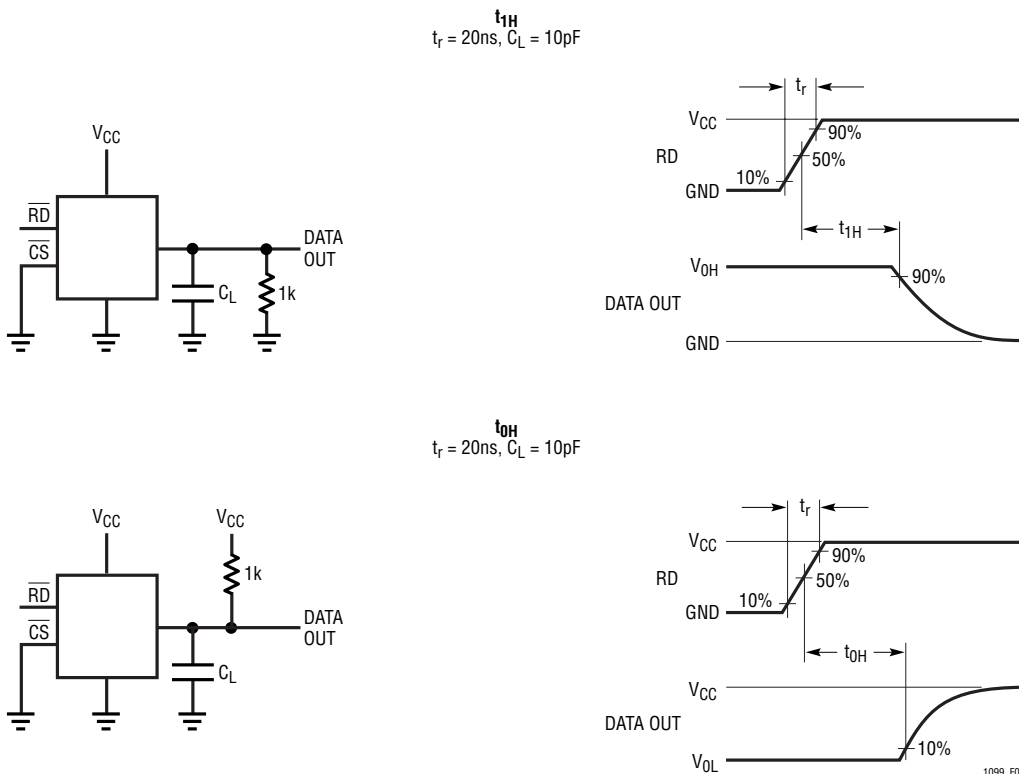 t1H
tr = 20ns, CL = 10pF
VCC
RD
CS
DATA
OUT
CL
1k
tr
VCC
90%
RD
50%
10%
GND
t1H
V0H
90%
DATA OUT
GND
t0H
tr = 20ns, CL = 10pF
VCC
VCC
1k
RD
CS
DATA
OUT
CL
tr
VCC
90%
RD
50%
10%
GND
t0H
VCC
DATA OUT
10%
V0L